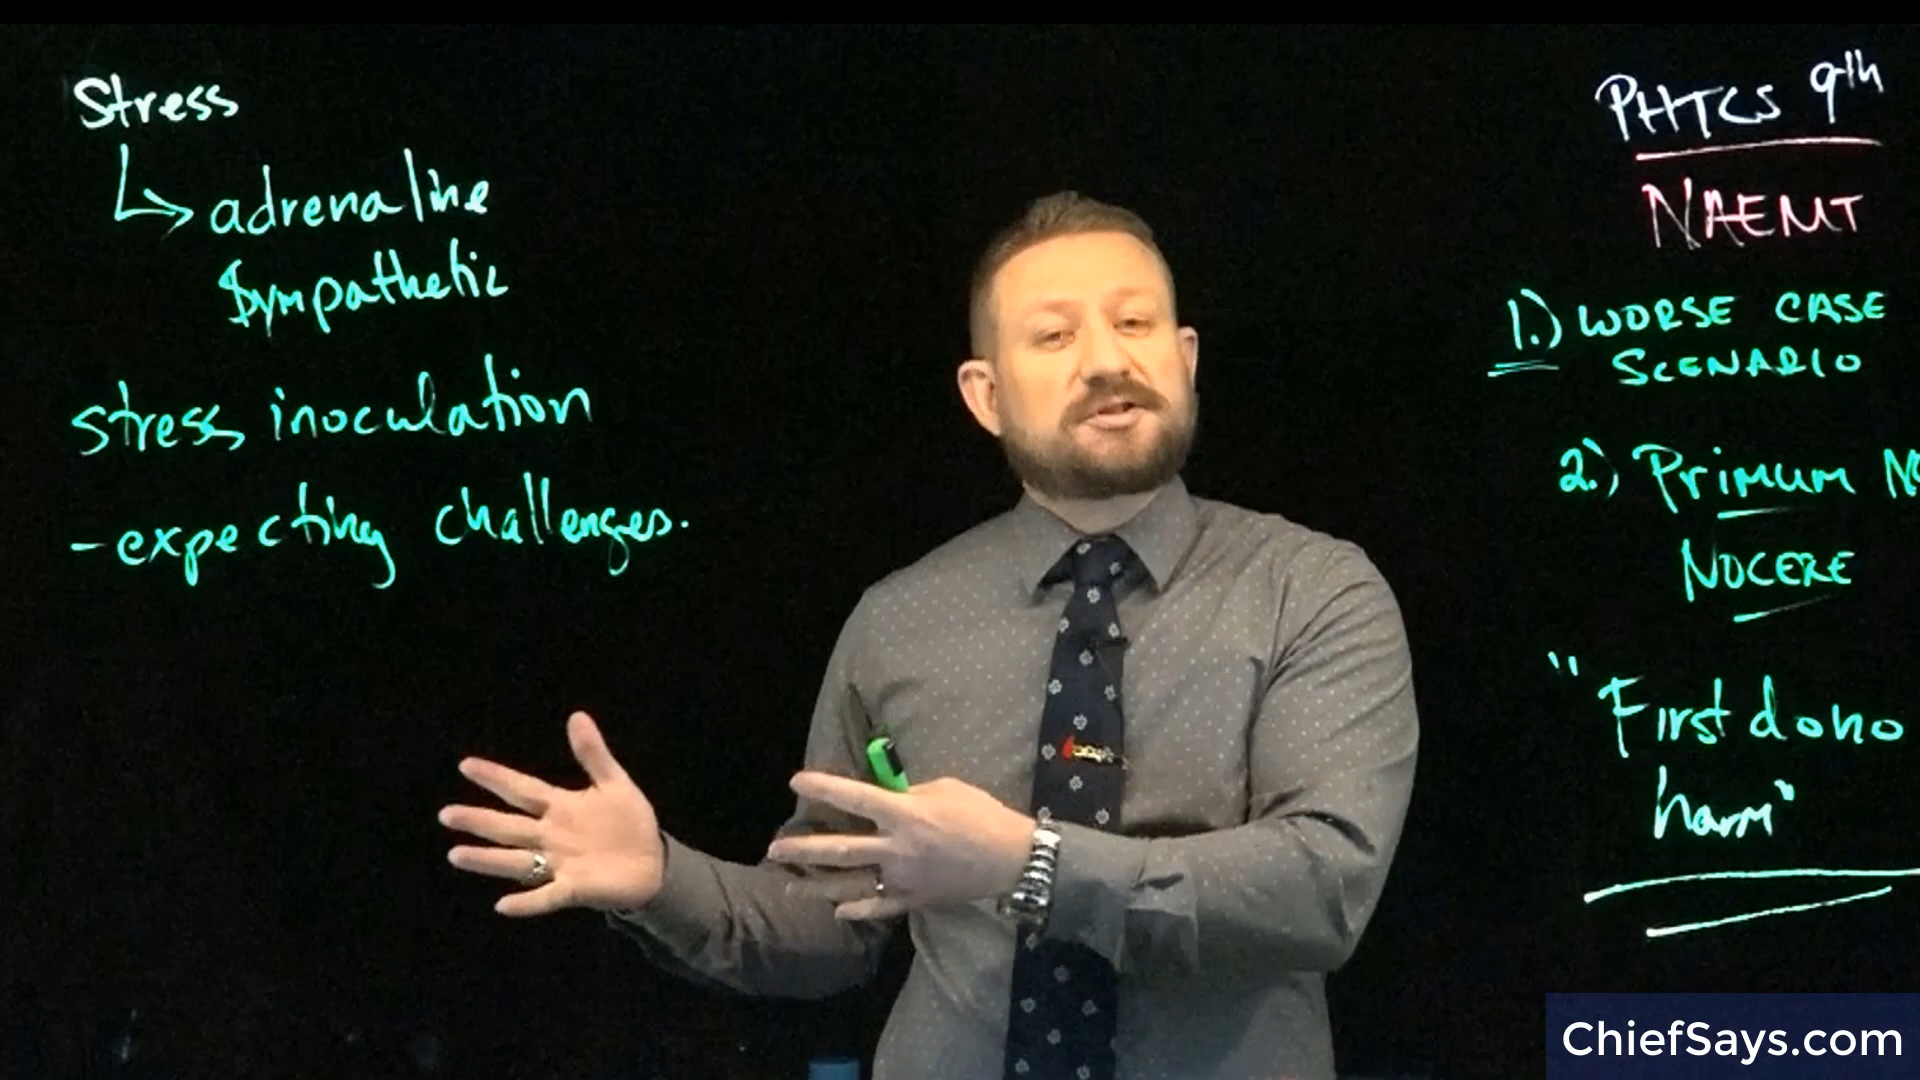 Stress
adrenaline
Sympathetic
stress inoculation
-expecting challenges.
PHTCS 9th
NAEMT
1.) WORSE CASE
SCENARIO
2.) Primum
NOCERE
"First do no
harm"
ChiefSays.com